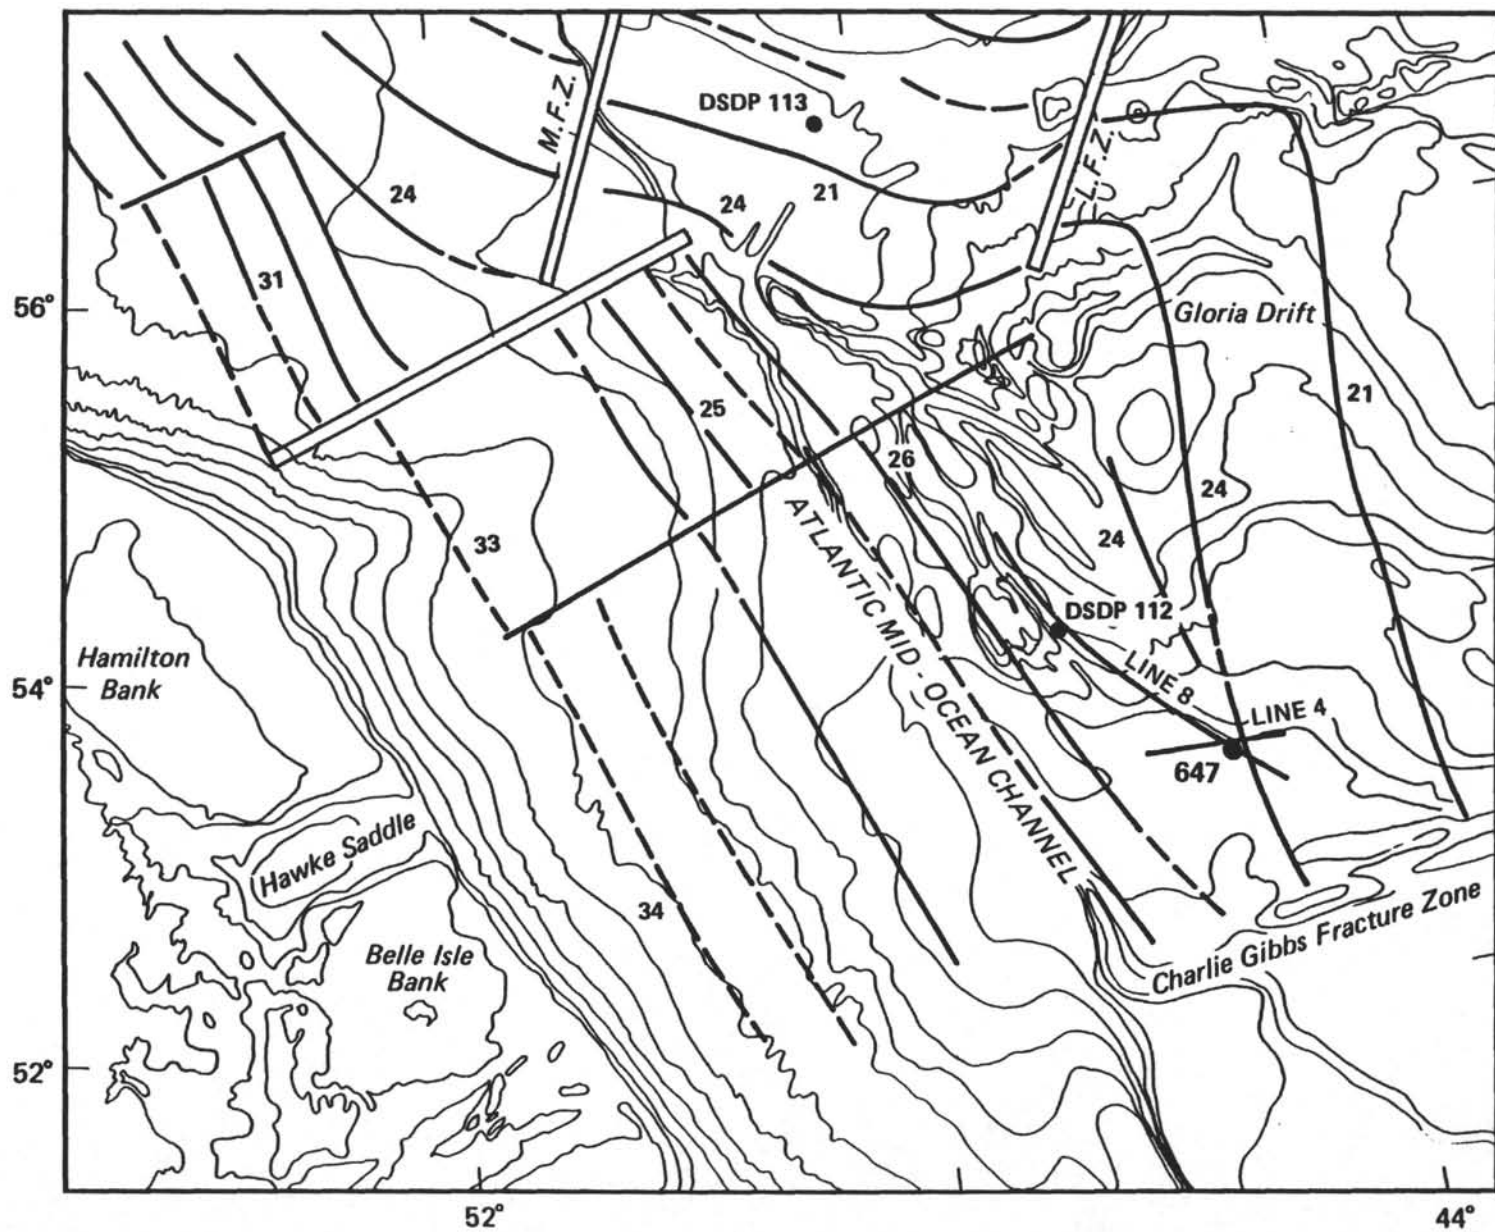 DSDP 113
M.F.Z.
L.F.Z.
24
24
21
31
56°
Gloria Drift
21
25
26
24
24
33
ATLANTIC MID-OCEAN CHANNEL
DSDP 112
Hamilton
Bank
54°
LINE 8
LINE 4
647
Hawke Saddle
34
Belle Isle
Bank
Charlie Gibbs Fracture Zone
52°
52°
44°